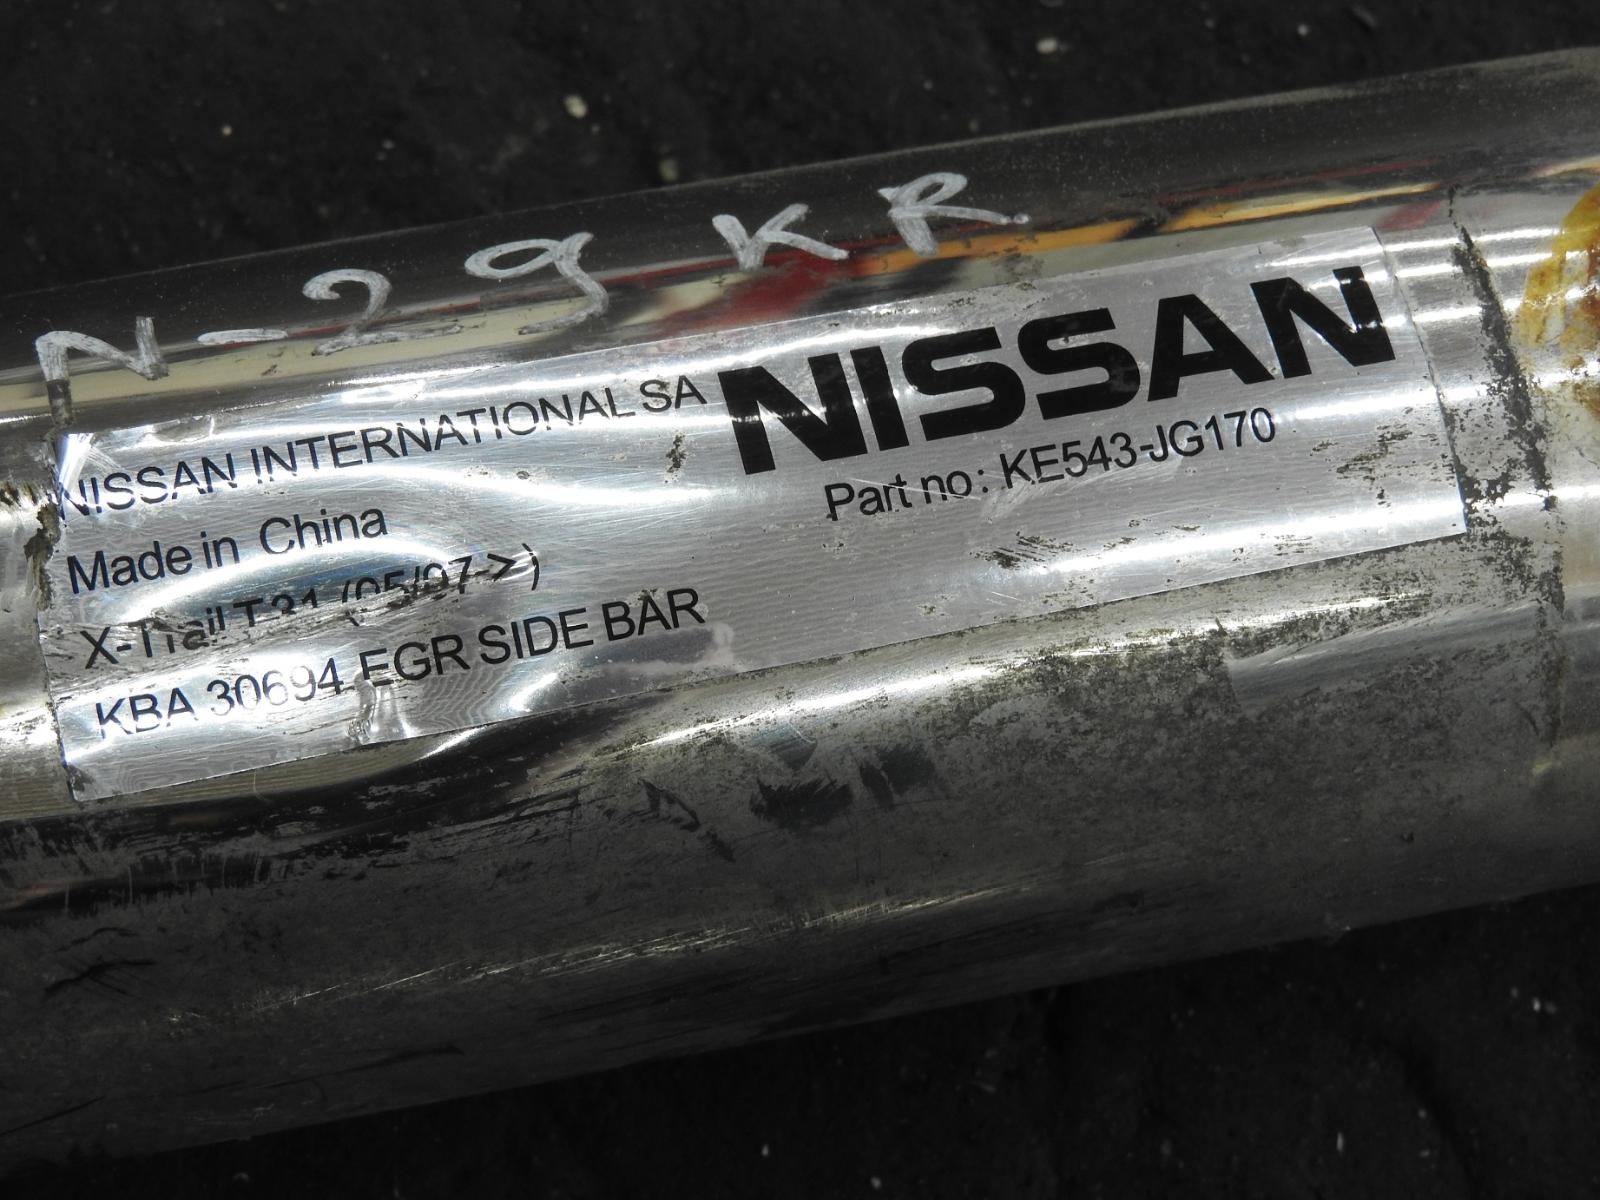 N-29 KR
NISSAN INTERNATIONAL SA
NISSAN
Part no: KE543-JG170
Made in China
X-Trail T31 (05/07->)
KBA 30694 EGR SIDE BAR